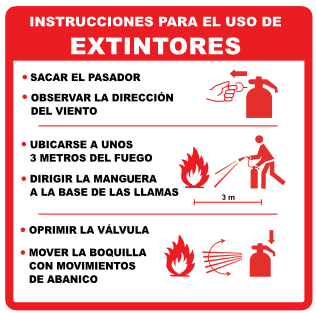 INSTRUCCIONES PARA EL USO DE
EXTINTORES
• SACAR EL PASADOR
• OBSERVAR LA DIRECCIÓN
DEL VIENTO
• UBICARSE A UNOS
3 METROS DEL FUEGO
• DIRIGIR LA MANGUERA
A LA BASE DE LAS LLAMAS
3 m
• OPRIMIR LA VÁLVULA
• MOVER LA BOQUILLA
CON MOVIMIENTOS
DE ABANICO